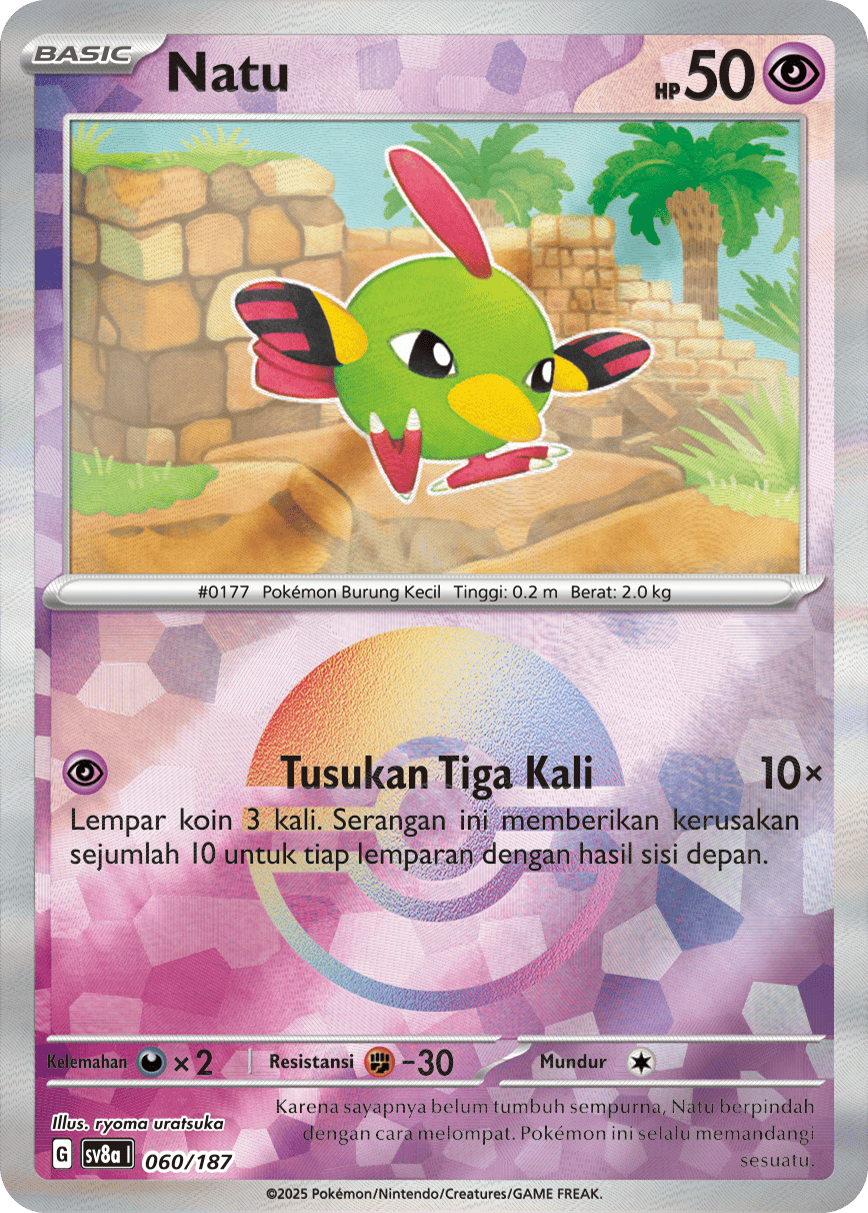 BASIC Natu HP 50
#0177 Pokémon Burung Kecil Tinggi: 0.2 m Berat: 2.0 kg
Tusukan Tiga Kali 10×
Lempar koin 3 kali. Serangan ini memberikan kerusakan
sejumlah 10 untuk tiap lemparan dengan hasil sisi depan.
Kelemahan ×2 Resistansi -30 Mundur
Illus. ryoma uratsuka
Karena sayapnya belum tumbuh sempurna, Natu berpindah
dengan cara melompat. Pokémon ini selalu memandangi
sesuatu.
G sv8a I 060/187
©2025 Pokémon/Nintendo/Creatures/GAME FREAK.